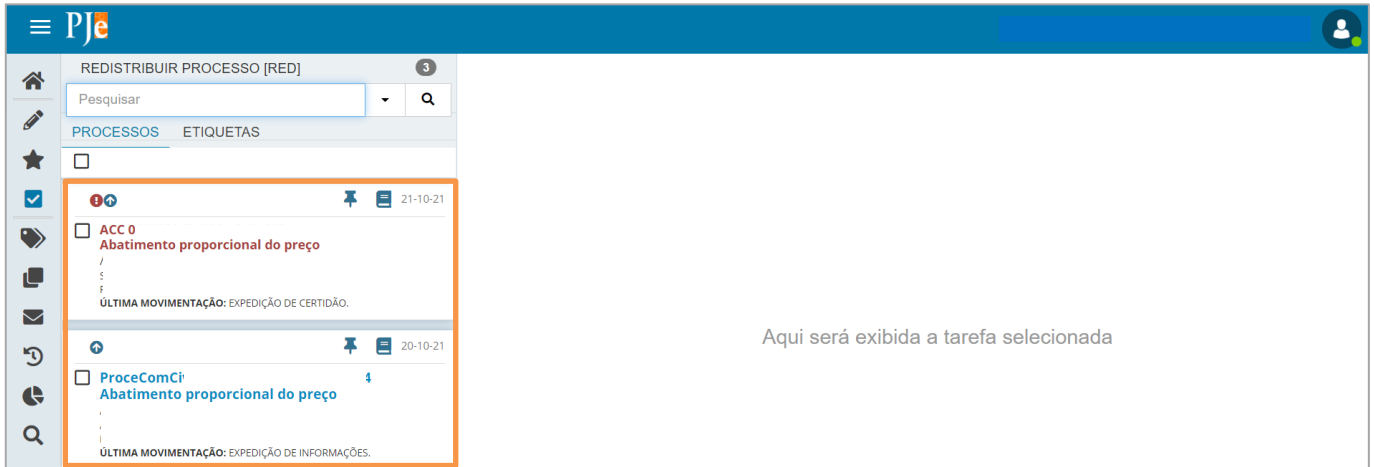 PJe
REDISTRIBUIR PROCESSO [RED] 3
Pesquisar
PROCESSOS ETIQUETAS
21-10-21
ACC 0
Abatimento proporcional do preço
ÚLTIMA MOVIMENTAÇÃO: EXPEDIÇÃO DE CERTIDÃO.
20-10-21
ProceComCi 4
Abatimento proporcional do preço
ÚLTIMA MOVIMENTAÇÃO: EXPEDIÇÃO DE INFORMAÇÕES.
Aqui será exibida a tarefa selecionada